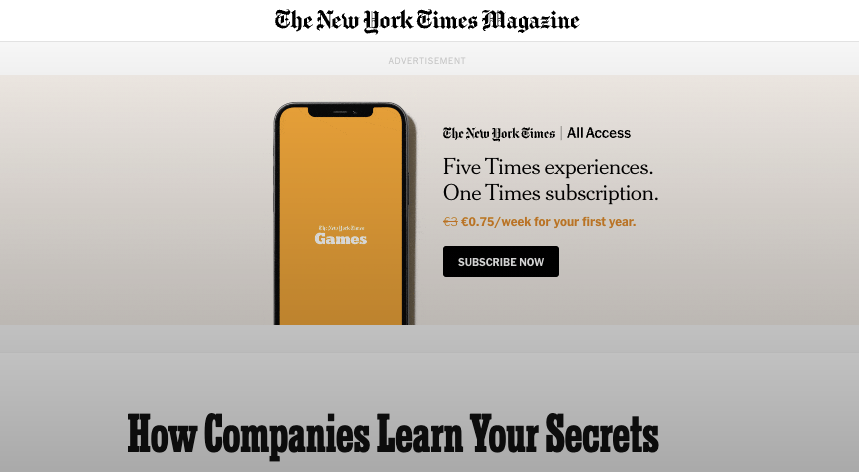 The New York Times Magazine
ADVERTISEMENT
The New York Times | All Access
Five Times experiences.
One Times subscription.
€3 €0.75/week for your first year.
The New York Times
Games
SUBSCRIBE NOW
How Companies Learn Your Secrets